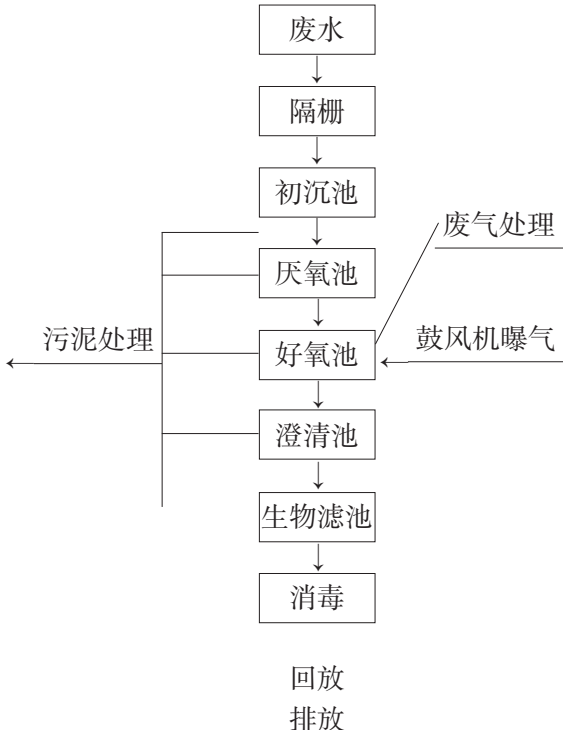 废水
隔栅
初沉池
废气处理
厌氧池
污泥处理
好氧池
鼓风机曝气
澄清池
生物滤池
消毒
回放
排放